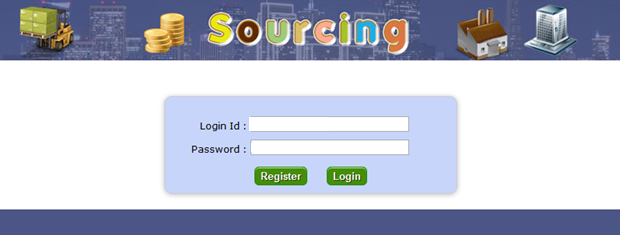 Sourcing
Login Id :
Password :
Register Login